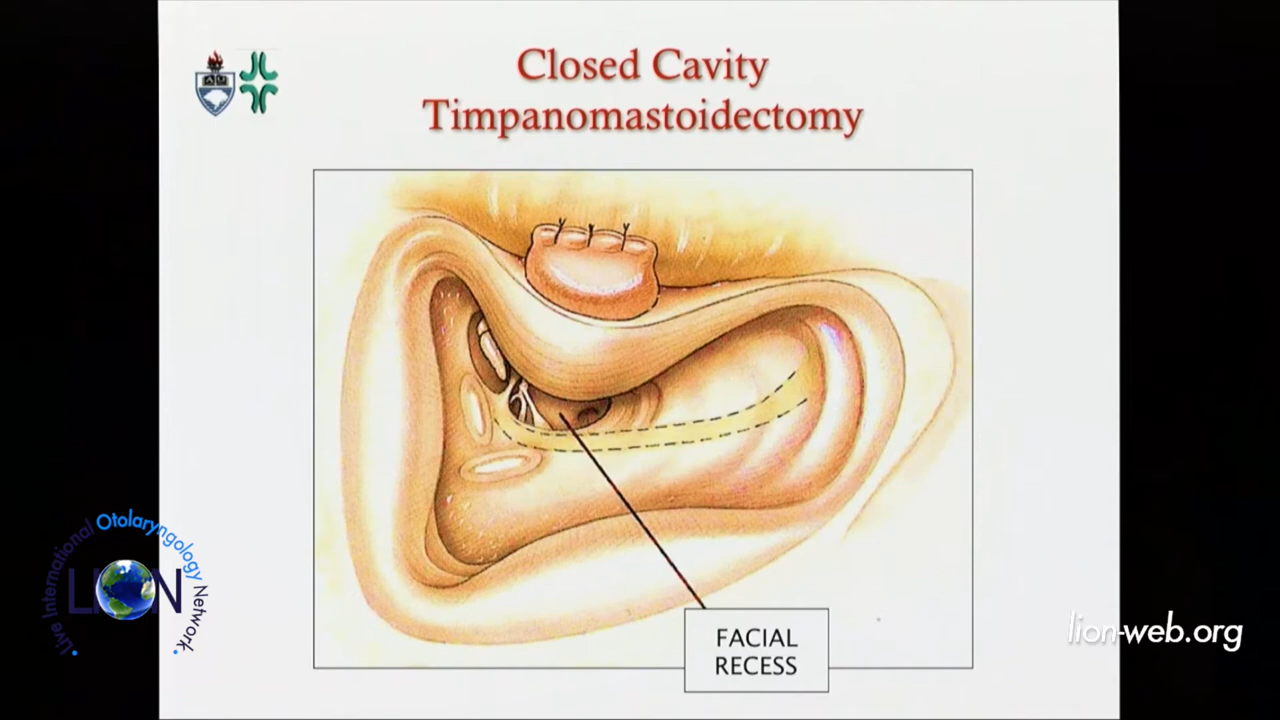 Closed Cavity
Timpanomastoidectomy
FACIAL
RECESS
Live International Otolaryngology Network
LION
lion-web.org